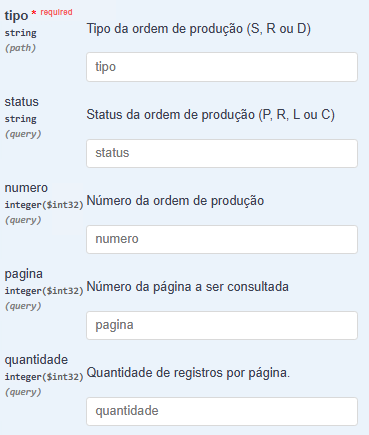 tipo * required
string
(path)
Tipo da ordem de produção (S, R ou D)
tipo
status
string
(query)
Status da ordem de produção (P, R, L ou C)
status
numero
integer($int32)
(query)
Número da ordem de produção
numero
pagina
integer($int32)
(query)
Número da página a ser consultada
pagina
quantidade
integer($int32)
(query)
Quantidade de registros por página.
quantidade